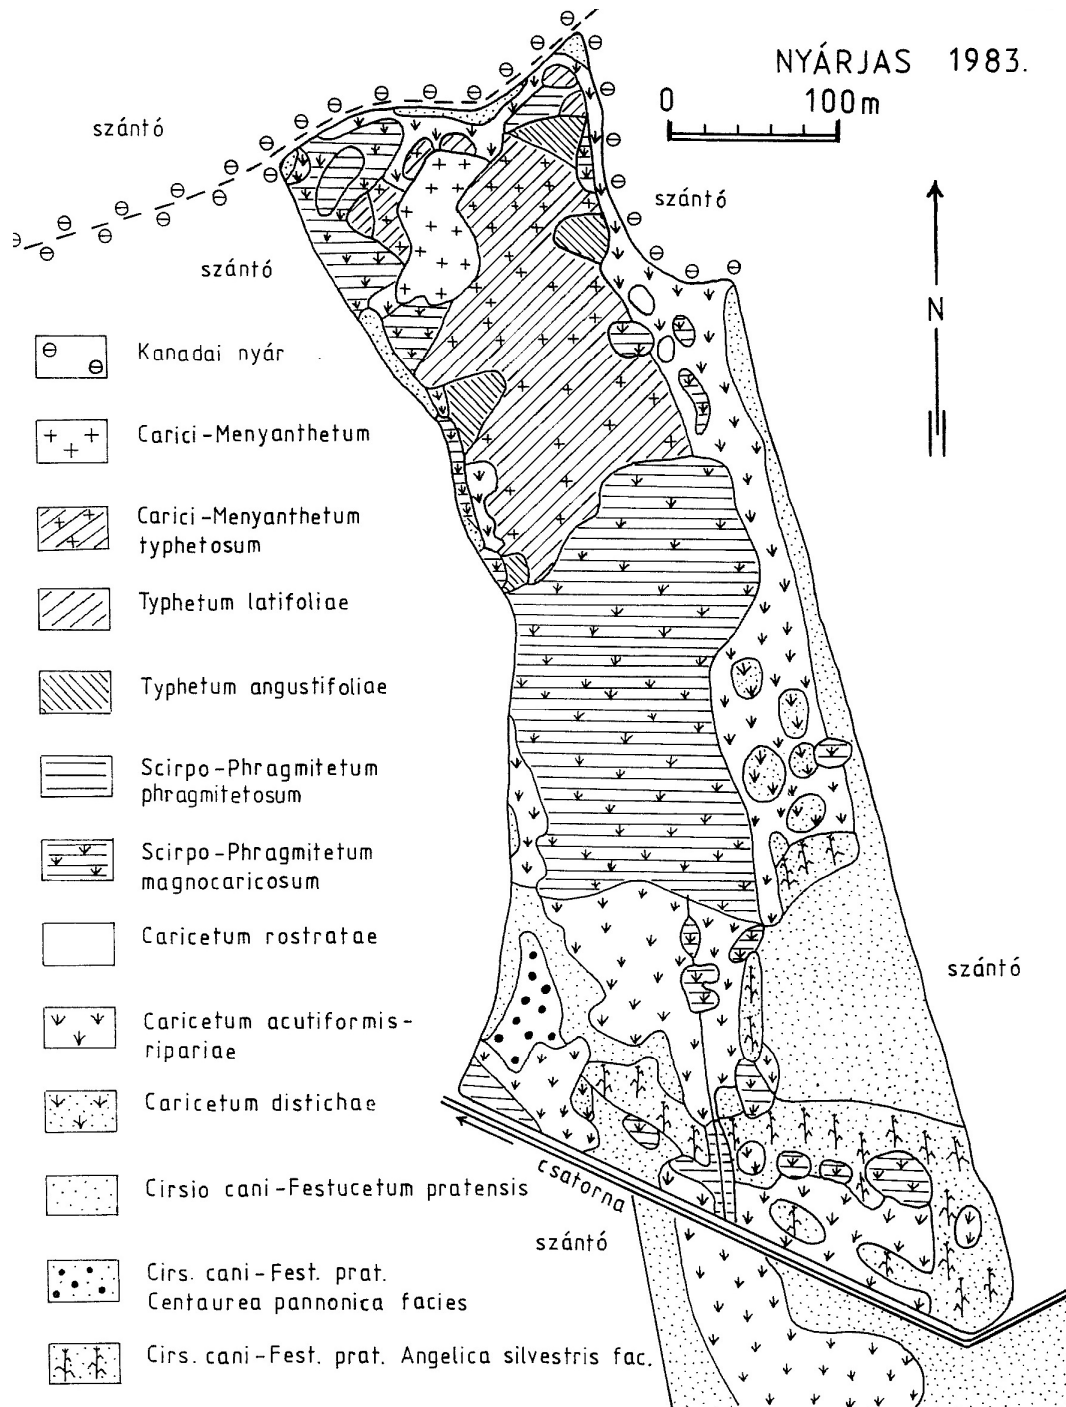 NYÁRJAS 1983.
0 100m
szántó
szántó
szántó
N
Kanadai nyár
Carici-Menyanthetum
Carici-Menyanthetum
typhetosum
Typhetum latifoliae
Typhetum angustifoliae
Scirpo-Phragmitetum
phragmitetosum
Scirpo-Phragmitetum
magnocaricosum
Caricetum rostratae
szántó
Caricetum acutiformis-
ripariae
Caricetum distichae
csatorna
Cirsio cani-Festucetum pratensis
szántó
Cirs. cani-Fest. prat.
Centaurea pannonica facies
Cirs. cani-Fest. prat. Angelica silvestris fac.